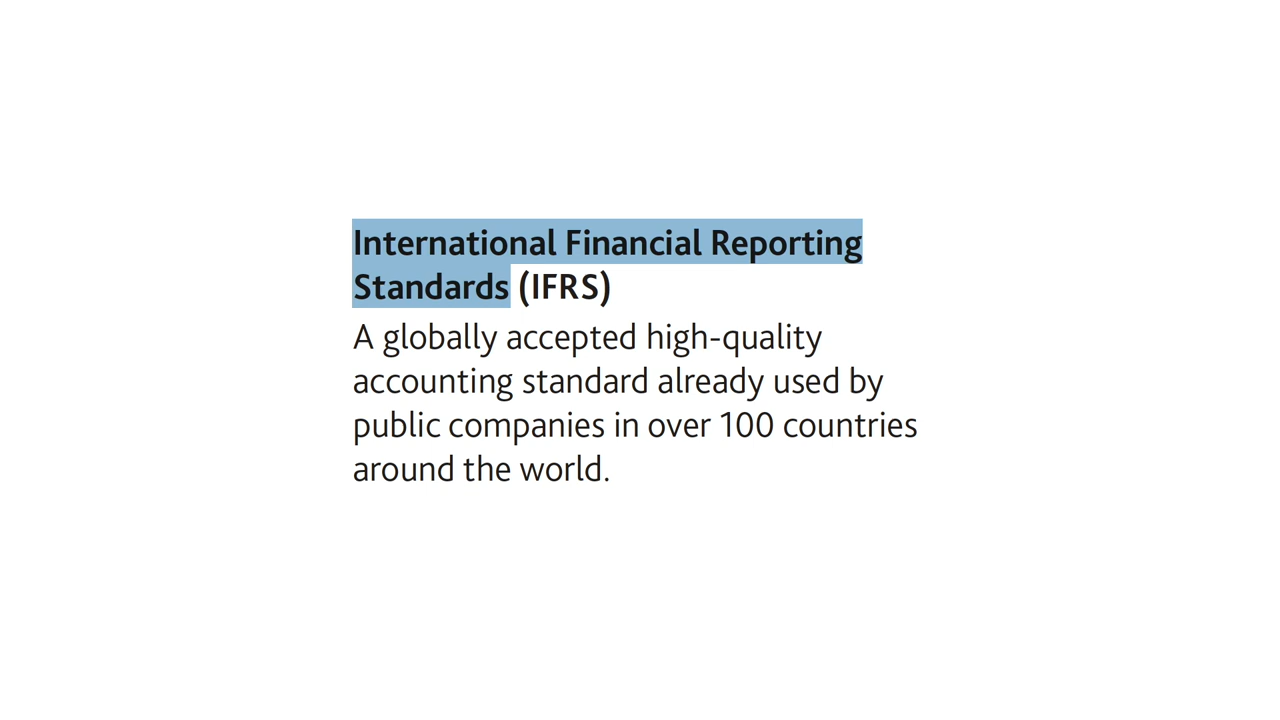 International Financial Reporting
Standards (IFRS)
A globally accepted high-quality
accounting standard already used by
public companies in over 100 countries
around the world.